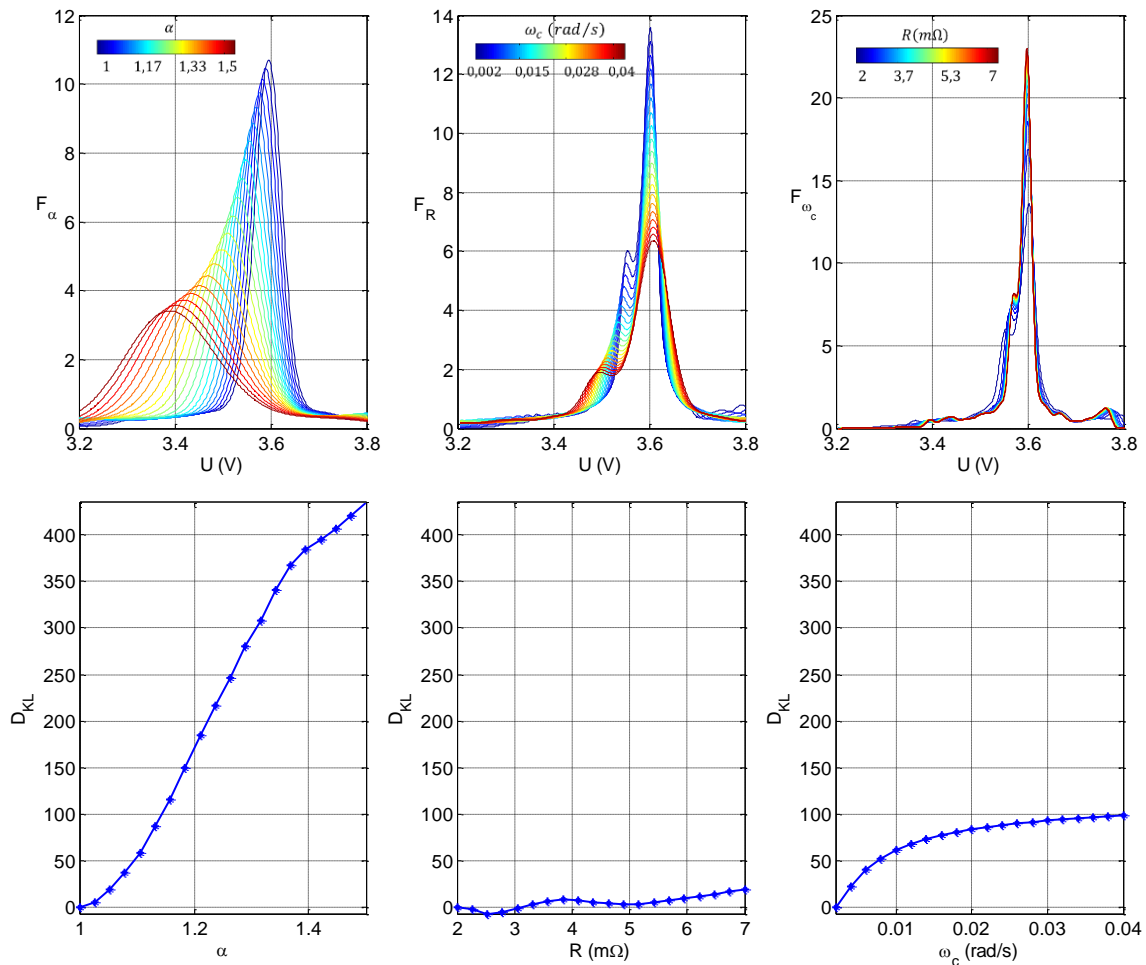 α
1 1,17 1,33 1,5
12
10
8
6
4
2
0
F_α
3.2 3.4 3.6 3.8
U (V)
ω_c (rad/s)
0,002 0,015 0,028 0,04
14
12
10
8
6
4
2
0
F_R
3.2 3.4 3.6 3.8
U (V)
R(mΩ)
2 3,7 5,3 7
25
20
15
10
5
0
F_ω_c
3.2 3.4 3.6 3.8
U (V)
400
350
300
250
200
150
100
50
0
D_KL
1 1.2 1.4
α
400
350
300
250
200
150
100
50
0
D_KL
2 3 4 5 6 7
R (mΩ)
400
350
300
250
200
150
100
50
0
D_KL
0.01 0.02 0.03 0.04
ω_c (rad/s)